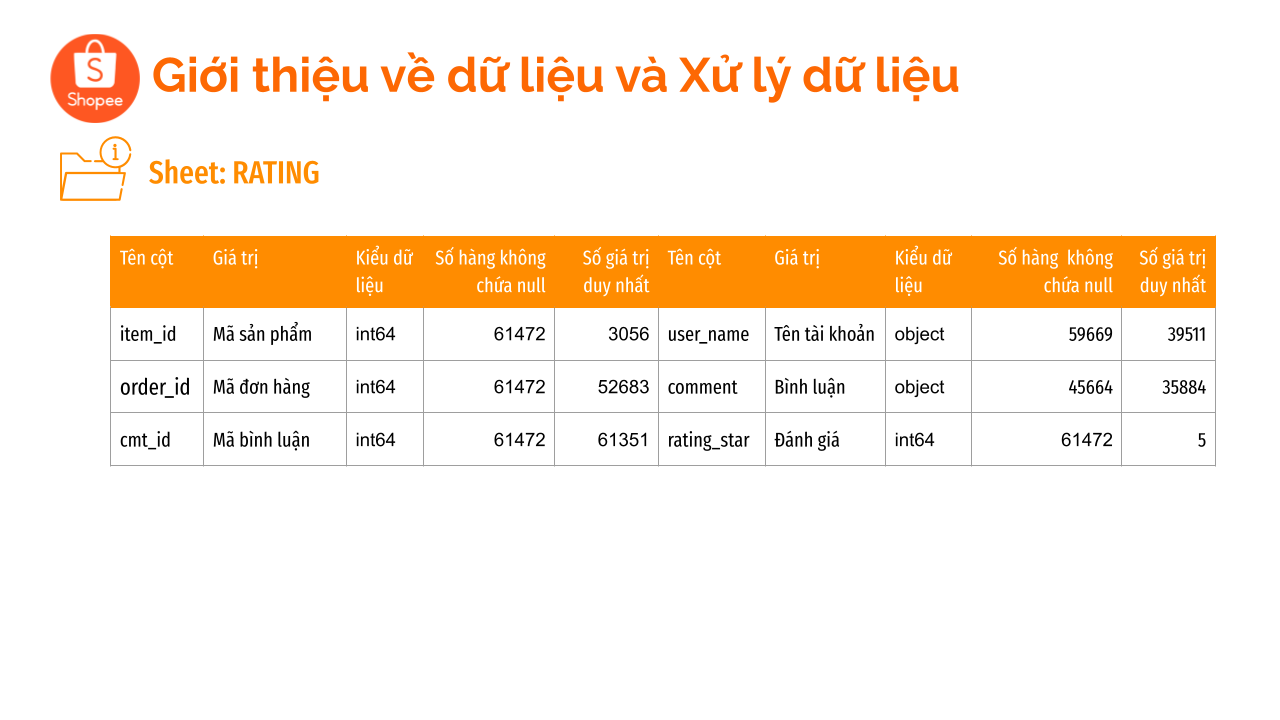 S
Shopee
Giới thiệu về dữ liệu và Xử lý dữ liệu
i
Sheet: RATING
Tên cột Giá trị Kiểu dữ liệu Số hàng không chứa null Số giá trị duy nhất Tên cột Giá trị Kiểu dữ liệu Số hàng không chứa null Số giá trị duy nhất
item_id Mã sản phẩm int64 61472 3056 user_name Tên tài khoản object 59669 39511
order_id Mã đơn hàng int64 61472 52683 comment Bình luận object 45664 35884
cmt_id Mã bình luận int64 61472 61351 rating_star Đánh giá int64 61472 5